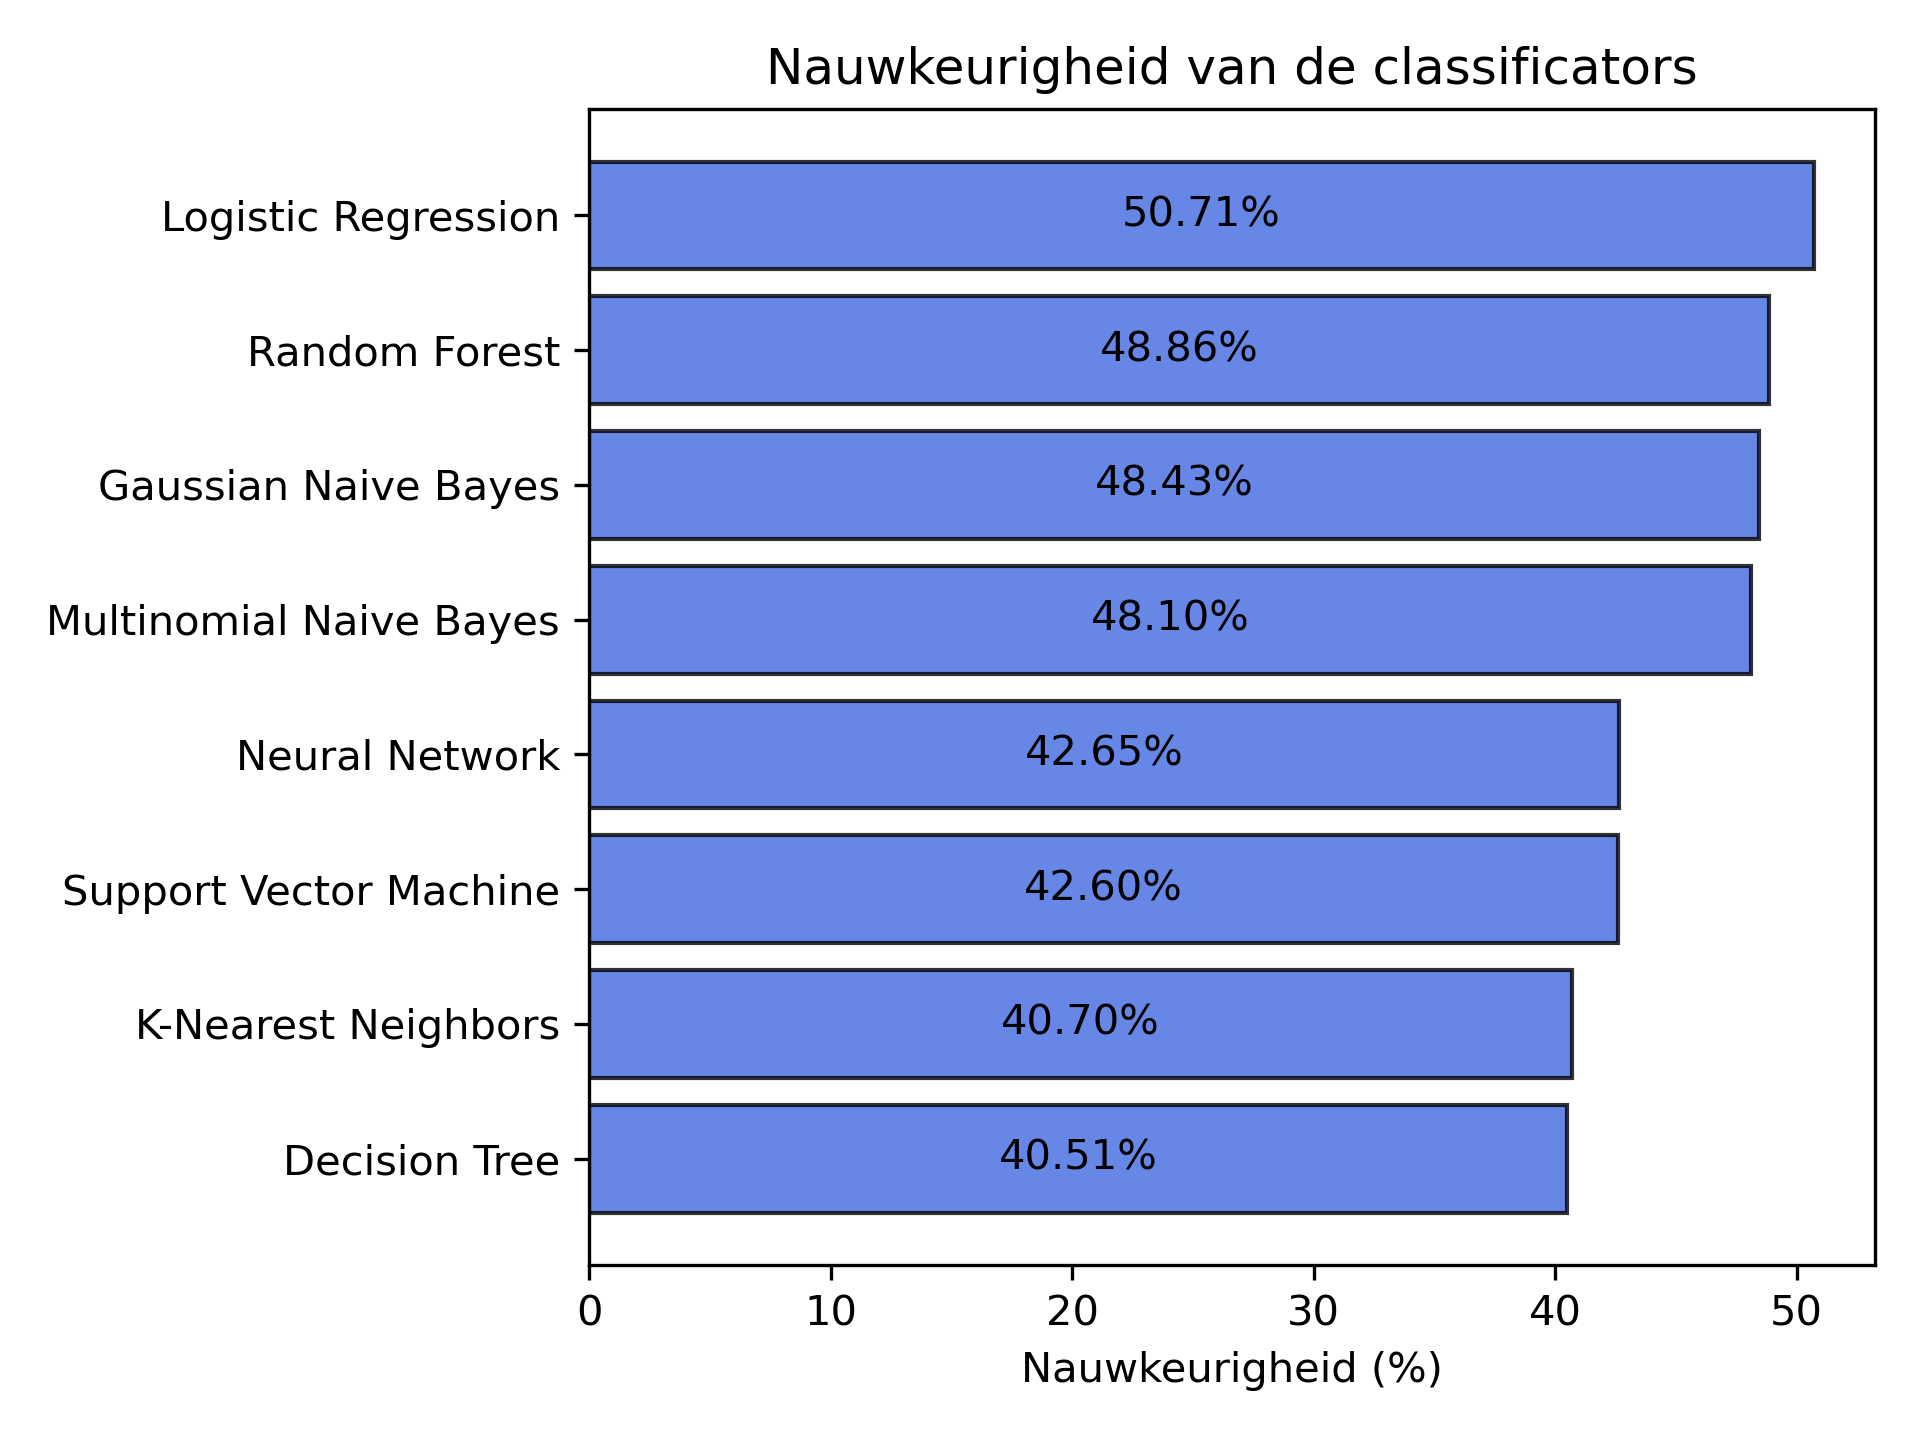 Nauwkeurigheid van de classificators
Logistic Regression 50.71%
Random Forest 48.86%
Gaussian Naive Bayes 48.43%
Multinomial Naive Bayes 48.10%
Neural Network 42.65%
Support Vector Machine 42.60%
K-Nearest Neighbors 40.70%
Decision Tree 40.51%
0 10 20 30 40 50
Nauwkeurigheid (%)